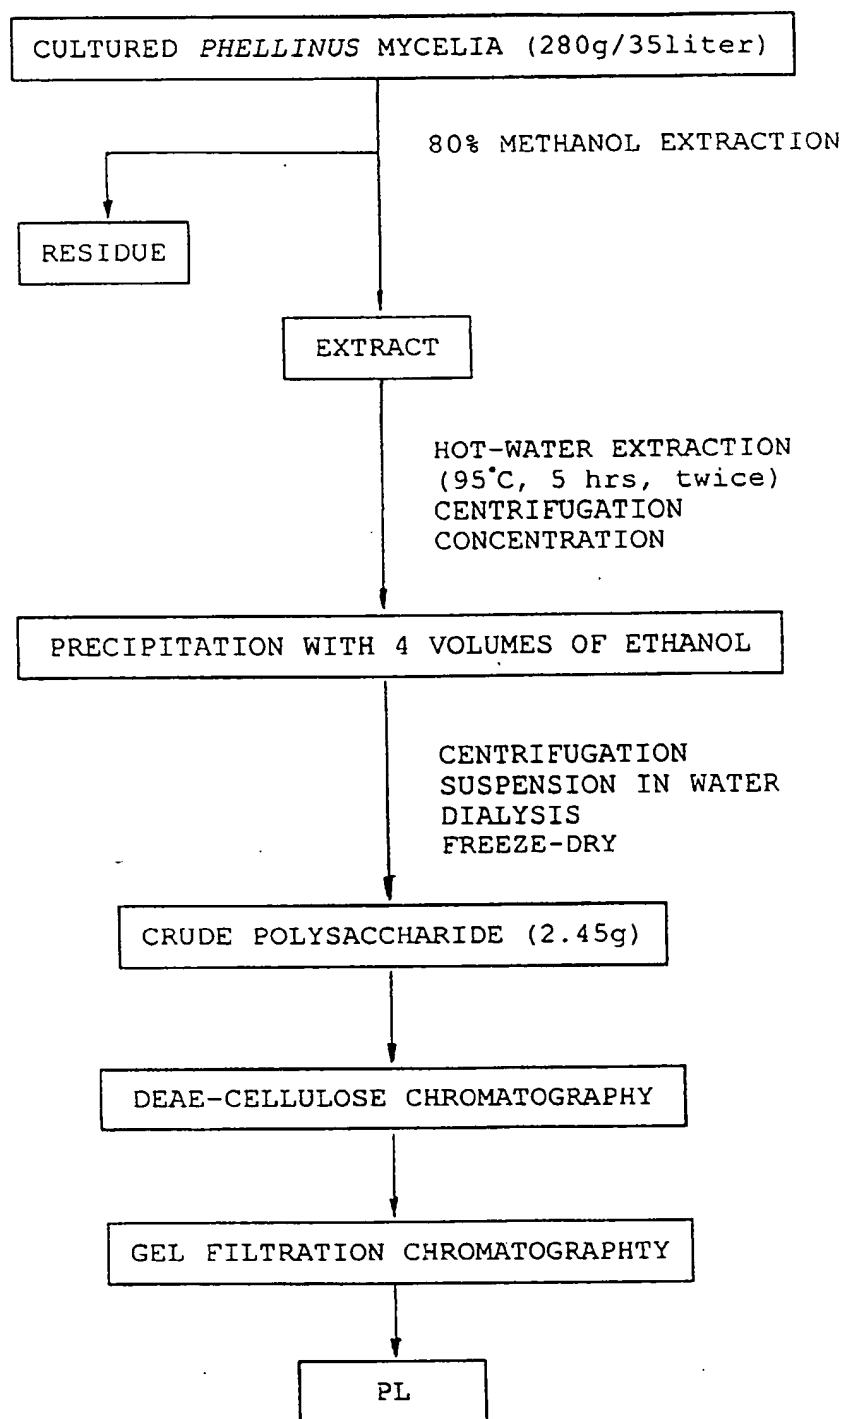 CULTURED PHELLINUS MYCELIA (280g/35liter)
80% METHANOL EXTRACTION
RESIDUE
EXTRACT
HOT-WATER EXTRACTION
(95°C, 5 hrs, twice)
CENTRIFUGATION
CONCENTRATION
PRECIPITATION WITH 4 VOLUMES OF ETHANOL
CENTRIFUGATION
SUSPENSION IN WATER
DIALYSIS
FREEZE-DRY
CRUDE POLYSACCHARIDE (2.45g)
DEAE-CELLULOSE CHROMATOGRAPHY
GEL FILTRATION CHROMATOGRAPHTY
PL